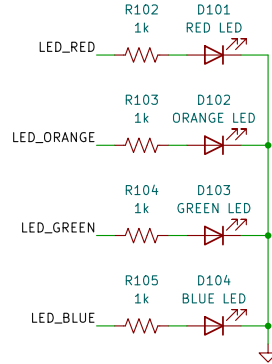 R102 D101
1k RED LED
LED_RED
R103 D102
1k ORANGE LED
LED_ORANGE
R104 D103
1k GREEN LED
LED_GREEN
R105 D104
1k BLUE LED
LED_BLUE